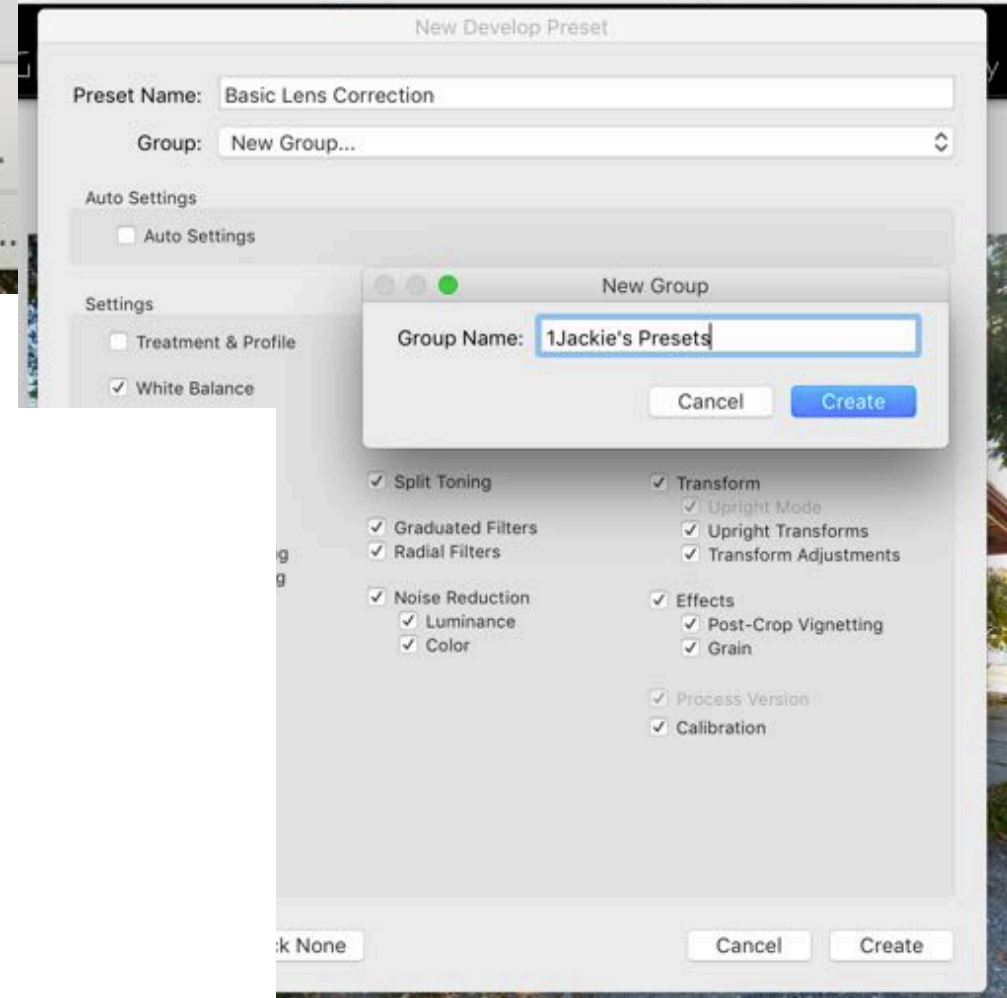 New Develop Preset
Preset Name: Basic Lens Correction
Group: New Group...
Auto Settings
Auto Settings
Settings
New Group
Group Name: 1Jackie's Presets
Cancel Create
Treatment & Profile
White Balance
Split Toning
Graduated Filters
Radial Filters
Noise Reduction
Luminance
Color
Transform
Upright Mode
Upright Transforms
Transform Adjustments
Effects
Post-Crop Vignetting
Grain
Process Version
Calibration
None
Cancel Create